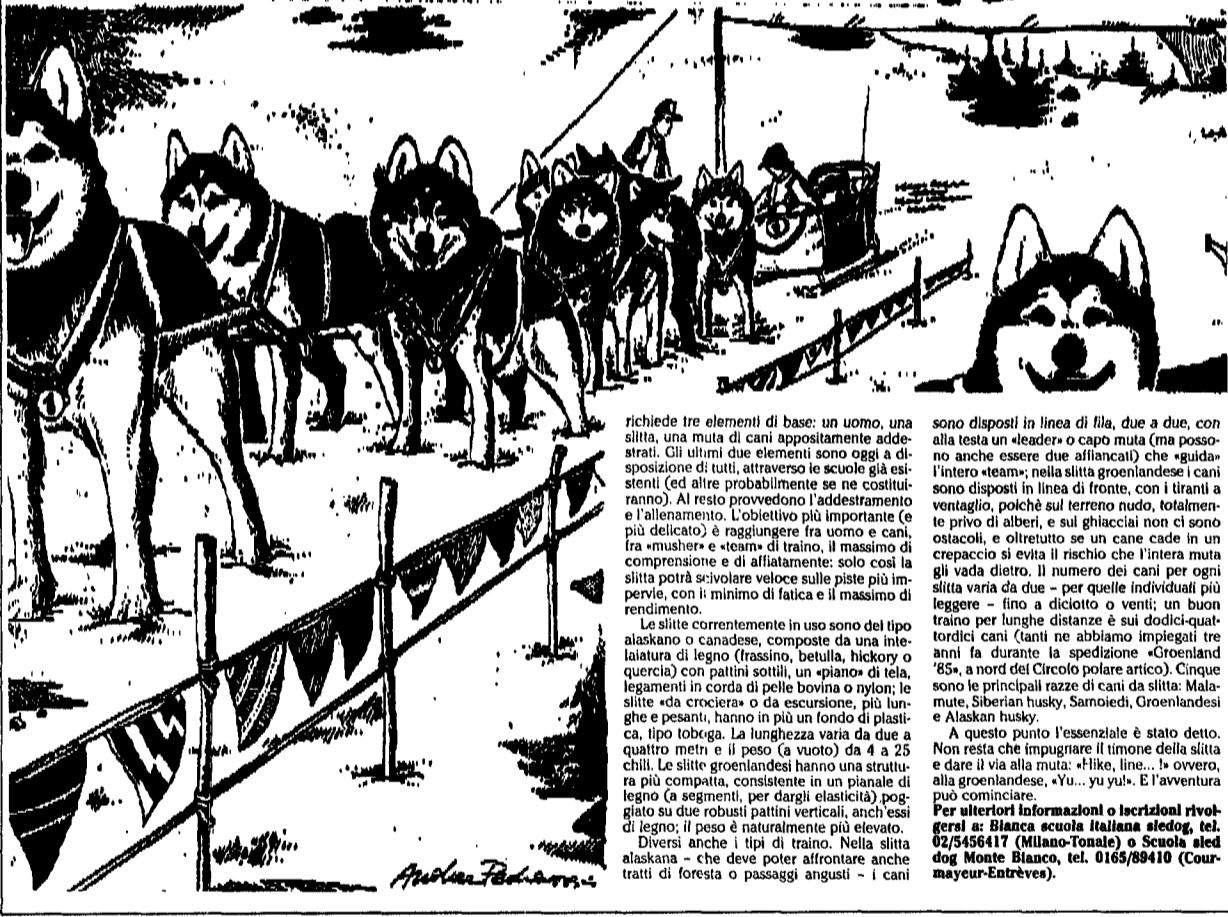 richiede tre elementi di base: un uomo, una
slitta, una muta di cani appositamente adde-
strati. Gli ultimi due elementi sono oggi a di-
sposizione di tutti, attraverso le scuole già esi-
stenti (ed altre probabilmente se ne costitui-
ranno). Al resto provvedono l'addestramento
e l'allenamento. L'obiettivo più importante (e
più delicato) è raggiungere fra uomo e cani,
fra «musher» e «team» di traino, il massimo di
comprensione e di affiatamento: solo così la
slitta potrà scivolare veloce sulle piste più im-
pervie, con il minimo di fatica e il massimo di
rendimento.
Le slitte correntemente in uso sono del tipo
alaskano o canadese, composte da una inte-
laiatura di legno (frassino, betulla, hickory o
quercia) con pattini sottili, un «piano» di tela,
legamenti in corda di pelle bovina o nylon; le
slitte «da crociera» o da escursione, più lun-
ghe e pesanti, hanno in più un fondo di plasti-
ca, tipo toboga. La lunghezza varia da due a
quattro metri e il peso (a vuoto) da 4 a 25
chili. Le slitte groenlandesi hanno una struttu-
ra più compatta, consistente in un pianale di
legno (a segmenti, per dargli elasticità) pog-
giato su due robusti pattini verticali, anch'essi
di legno; il peso è naturalmente più elevato.
Diversi anche i tipi di traino. Nella slitta
alaskana - che deve poter affrontare anche
tratti di foresta o passaggi angusti - i cani
sono disposti in linea di fila, due a due, con
alla testa un «leader» o capo muta (ma posso-
no anche essere due affiancati) che «guida»
l'intero «team»; nella slitta groenlandese i cani
sono disposti in linea di fronte, con i tiranti a
ventaglio, poichè sul terreno nudo, totalmen-
te privo di alberi, e sui ghiacciai non ci sono
ostacoli, e oltretutto se un cane cade in un
crepaccio si evita il rischio che l'intera muta
gli vada dietro. Il numero dei cani per ogni
slitta varia da due - per quelle individuali più
leggere - fino a diciotto o venti; un buon
traino per lunghe distanze è sui dodici-quat-
tordici cani (tanti ne abbiamo impiegati tre
anni fa durante la spedizione «Groenland
'85», a nord del Circolo polare artico). Cinque
sono le principali razze di cani da slitta: Mala-
mute, Siberian husky, Samoiedi, Groenlandesi
e Alaskan husky.
A questo punto l'essenziale è stato detto.
Non resta che impugnare il timone della slitta
e dare il via alla muta: «Hike, line... !» ovvero,
alla groenlandese, «Yu... yu yu!». E l'avventura
può cominciare.
Per ulteriori informazioni o iscrizioni rivol-
gersi a: Bianca scuola italiana sledog, tel.
02/5456417 (Milano-Tonale) o Scuola sled
dog Monte Bianco, tel. 0165/89410 (Cour-
mayeur-Entrèves).
1